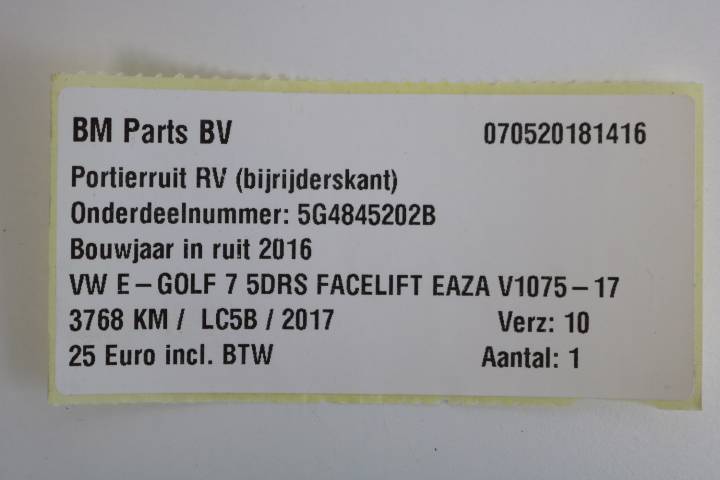 BM Parts BV 070520181416
Portierruit RV (bijrijderskant)
Onderdeelnummer: 5G4845202B
Bouwjaar in ruit 2016
VW E-GOLF 7 5DRS FACELIFT EAZA V1075-17
3768 KM / LC5B / 2017 Verz: 10
25 Euro incl. BTW Aantal: 1